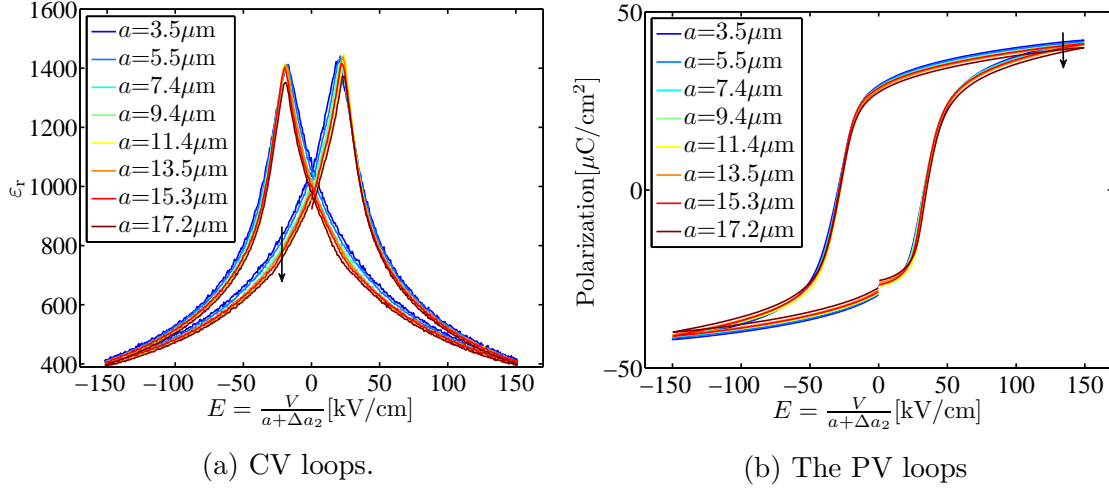 1600
1400
1200
1000
800
600
400
εr
a=3.5μm
a=5.5μm
a=7.4μm
a=9.4μm
a=11.4μm
a=13.5μm
a=15.3μm
a=17.2μm
−150 −100 −50 0 50 100 150
E = V/(a+Δa₂) [kV/cm]
(a) CV loops.
50
0
−50
Polarization[μC/cm²]
a=3.5μm
a=5.5μm
a=7.4μm
a=9.4μm
a=11.4μm
a=13.5μm
a=15.3μm
a=17.2μm
−150 −100 −50 0 50 100 150
E = V/(a+Δa₂) [kV/cm]
(b) The PV loops